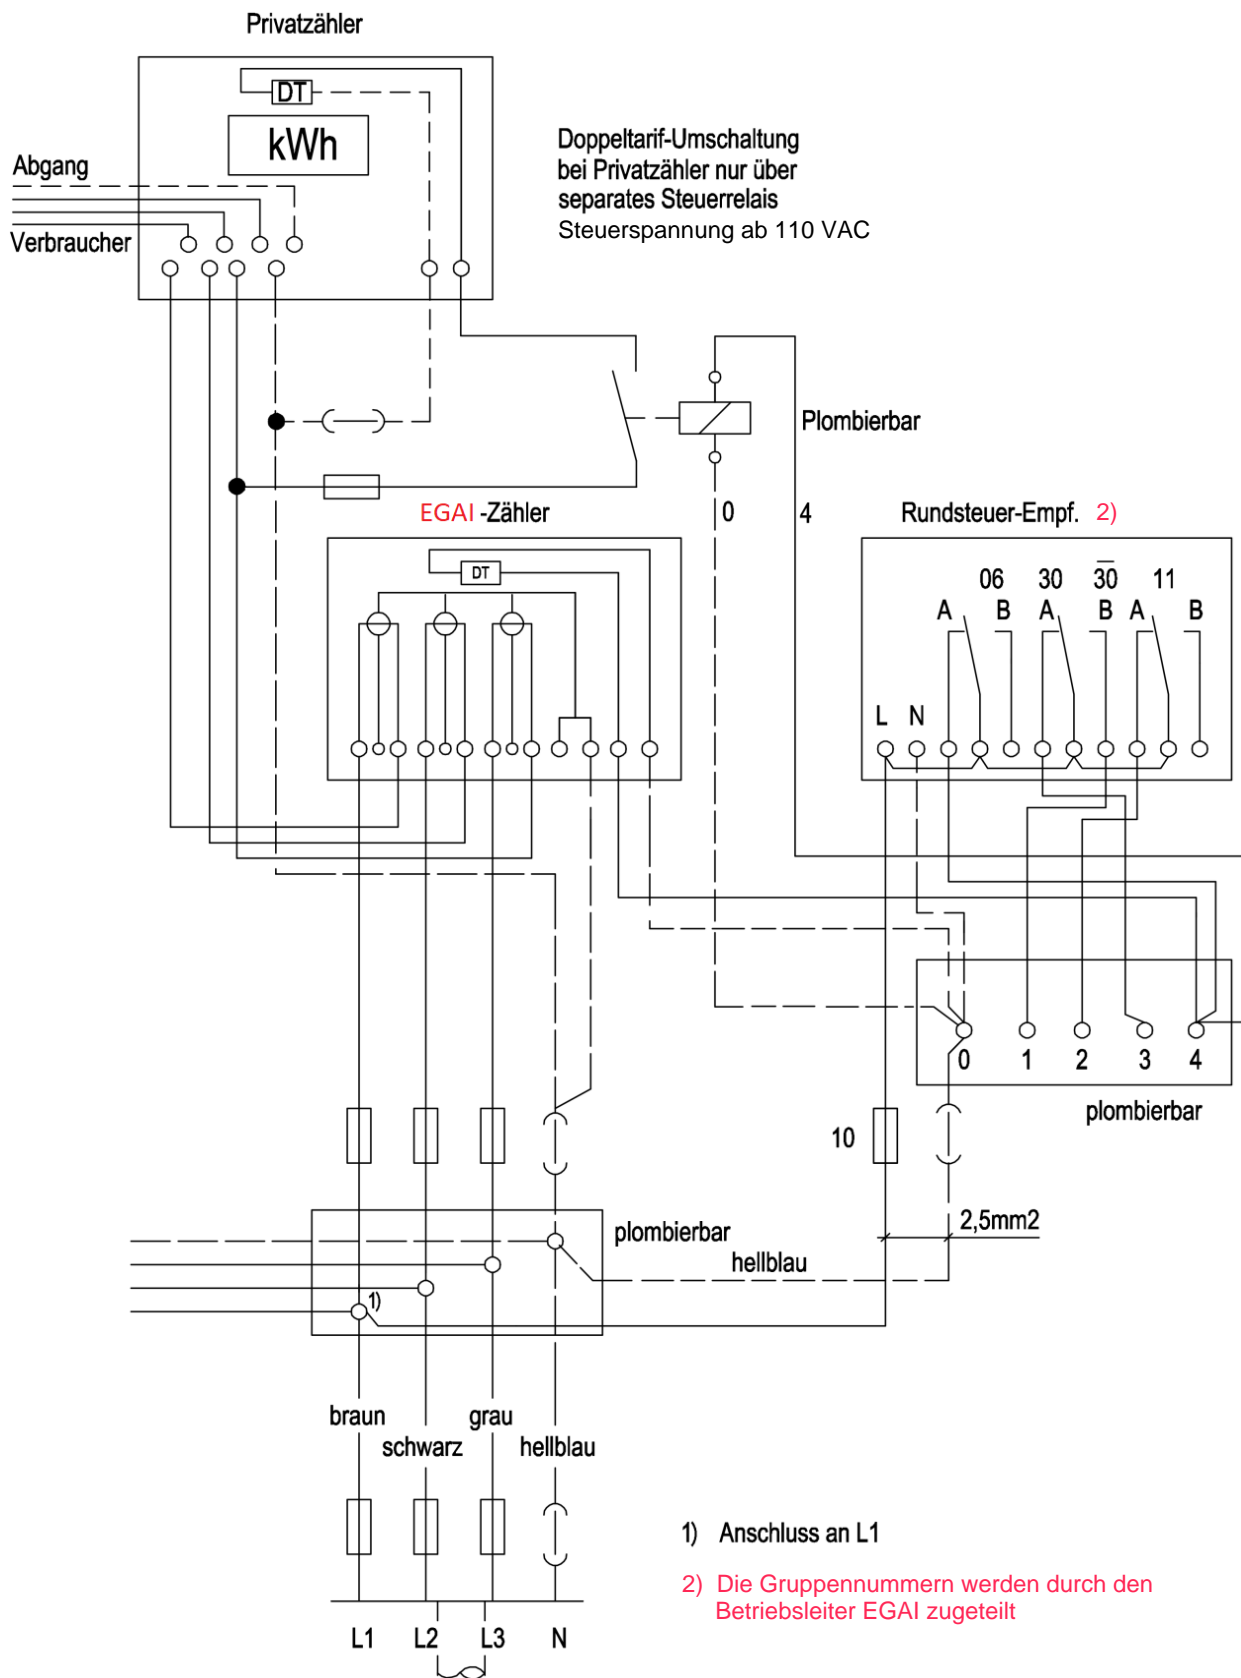 Privatzähler
DT
kWh
Abgang
Verbraucher
Doppeltarif-Umschaltung
bei Privatzähler nur über
separates Steuerrelais
Steuerspannung ab 110 VAC
Plombierbar
0
4
EGAI -Zähler
DT
Rundsteuer-Empf. 2)
06 30 3̅0̅ 11
A B A B A B
L N
0 1 2 3 4
plombierbar
10
2,5mm2
plombierbar
hellblau
1)
braun
grau
schwarz
hellblau
1) Anschluss an L1
2) Die Gruppennummern werden durch den
Betriebsleiter EGAI zugeteilt
L1 L2 L3 N